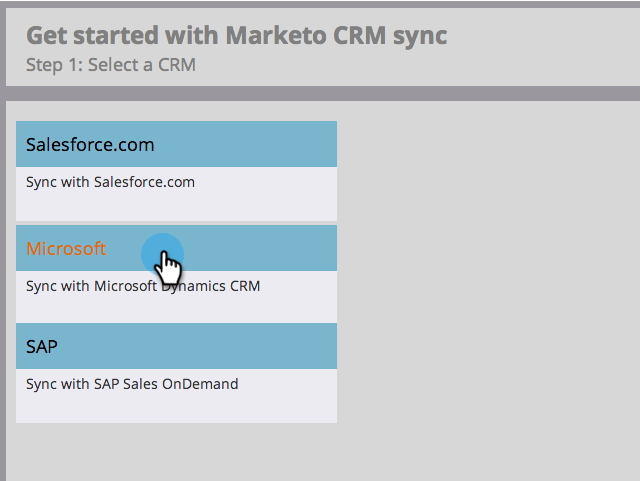 Get started with Marketo CRM sync
Step 1: Select a CRM
Salesforce.com
Sync with Salesforce.com
Microsoft
Sync with Microsoft Dynamics CRM
SAP
Sync with SAP Sales OnDemand